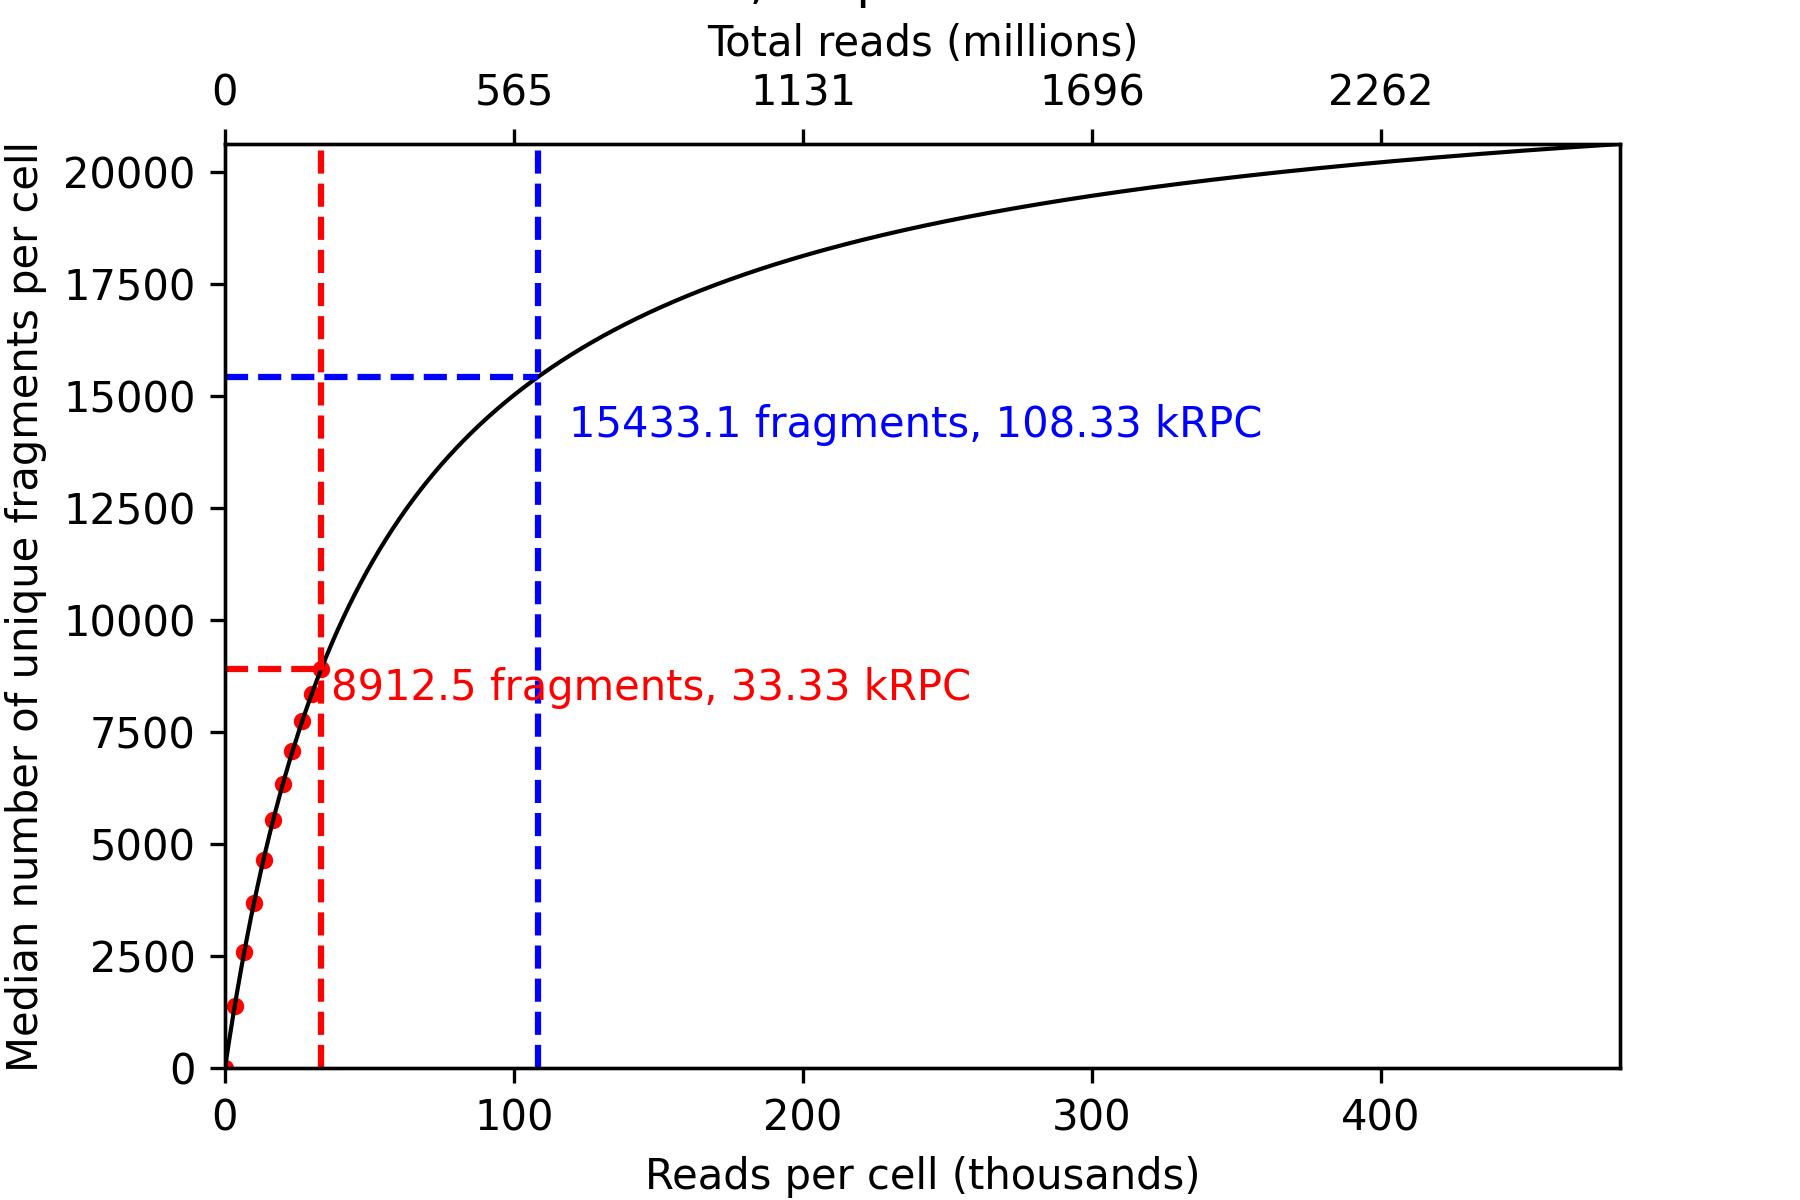 Total reads (millions)
0 565 1131 1696 2262
Median number of unique fragments per cell
20000
17500
15000
12500
10000
7500
5000
2500
0
15433.1 fragments, 108.33 kRPC
8912.5 fragments, 33.33 kRPC
0 100 200 300 400
Reads per cell (thousands)